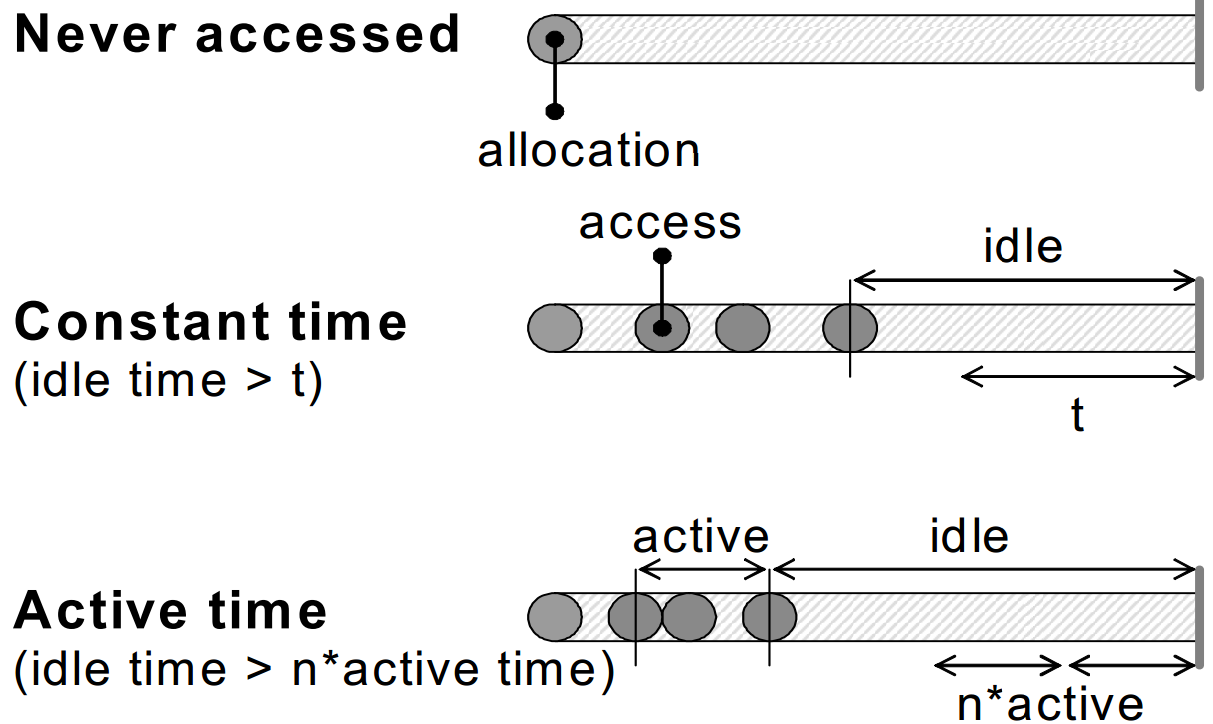 Never accessed
allocation
access
idle
Constant time
(idle time > t)
t
active
idle
Active time
(idle time > n*active time)
n*active